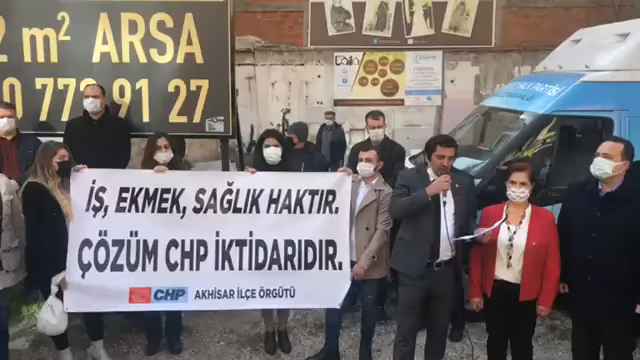 2 m² ARSA
0 772 91 27
İŞ, EKMEK, SAĞLIK HAKTIR.
ÇÖZÜM CHP İKTİDARIDIR.
CHP AKHİSAR İLÇE ÖRGÜTÜ